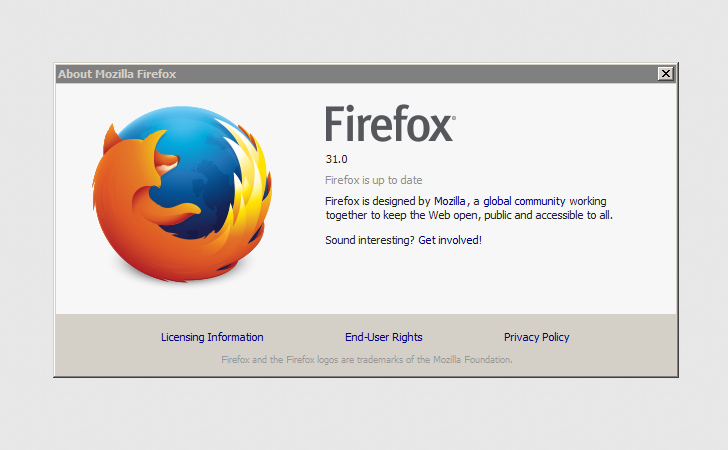 About Mozilla Firefox
Firefox®
31.0
Firefox is up to date
Firefox is designed by Mozilla, a global community working
together to keep the Web open, public and accessible to all.
Sound interesting? Get involved!
Licensing Information End-User Rights Privacy Policy
Firefox and the Firefox logos are trademarks of the Mozilla Foundation.